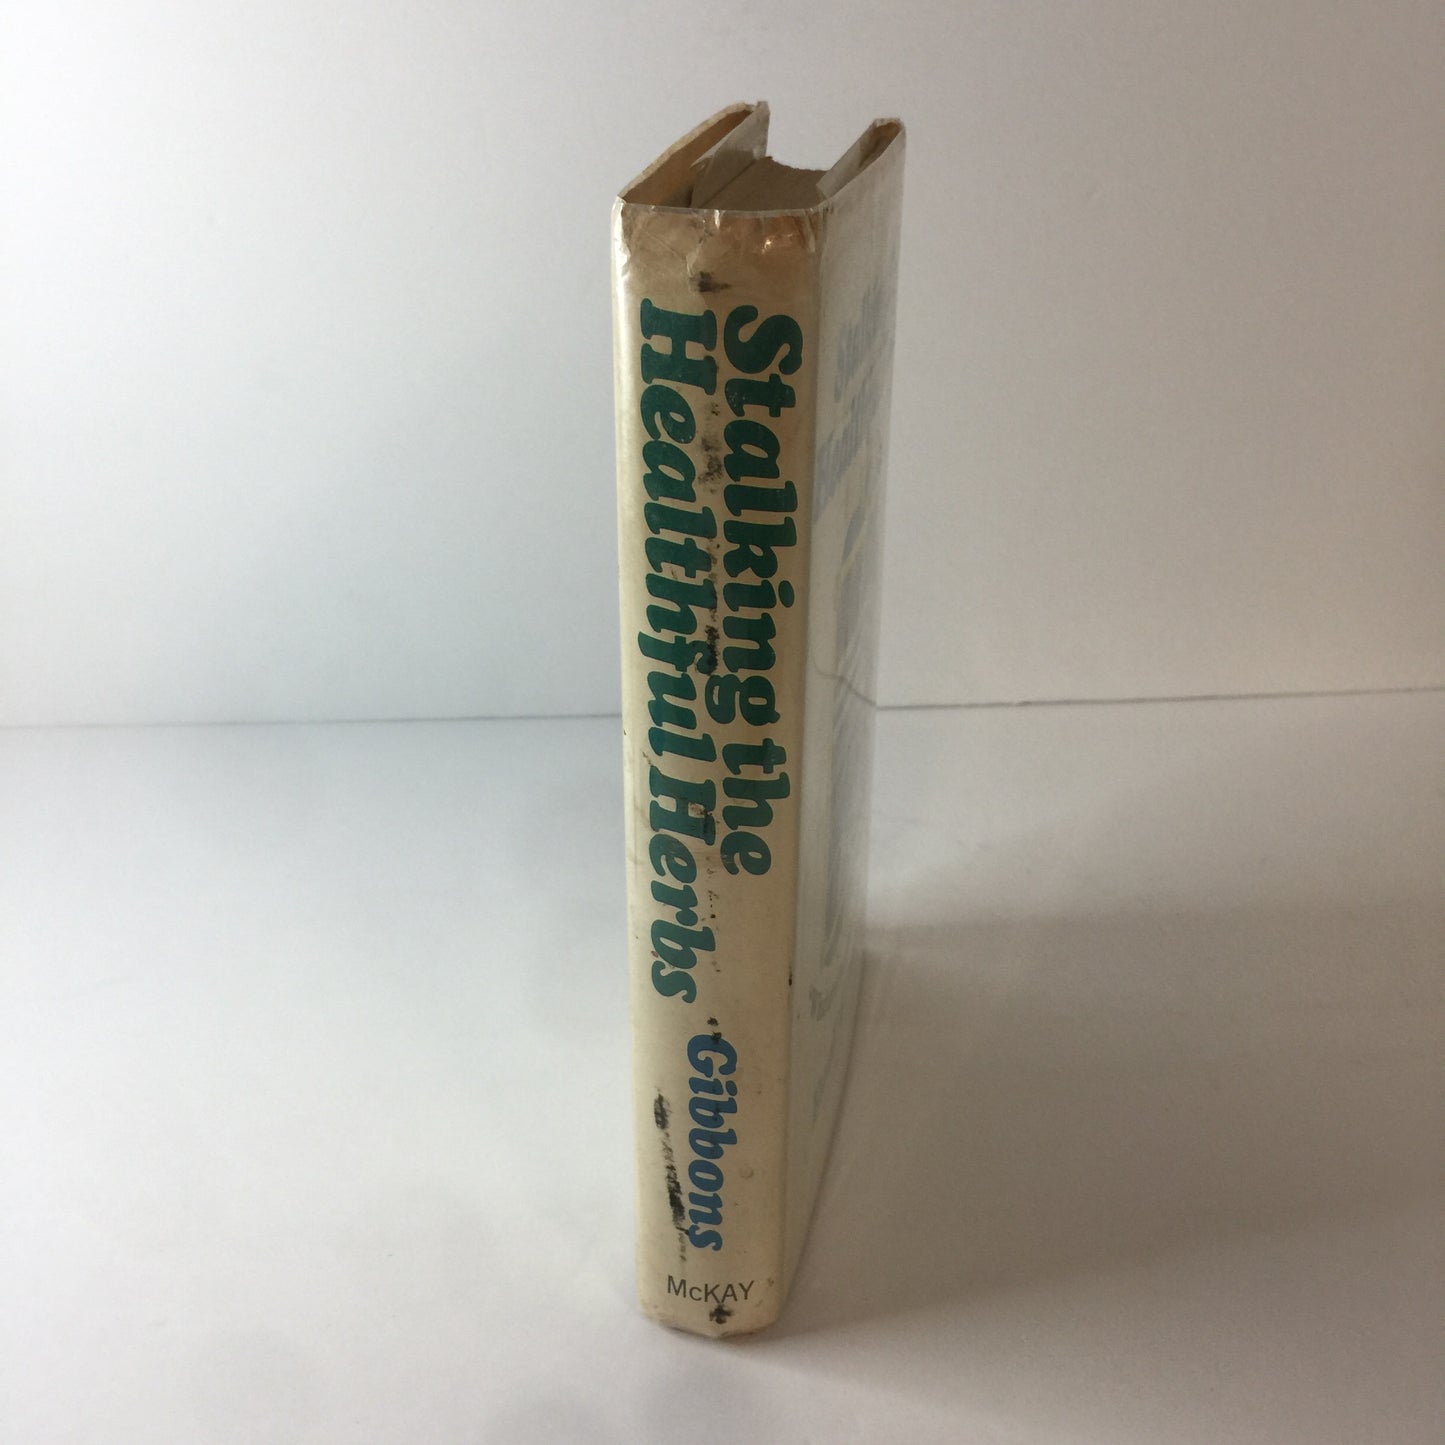 Stalking the
Healthful Herbs
Gibbons
McKAY